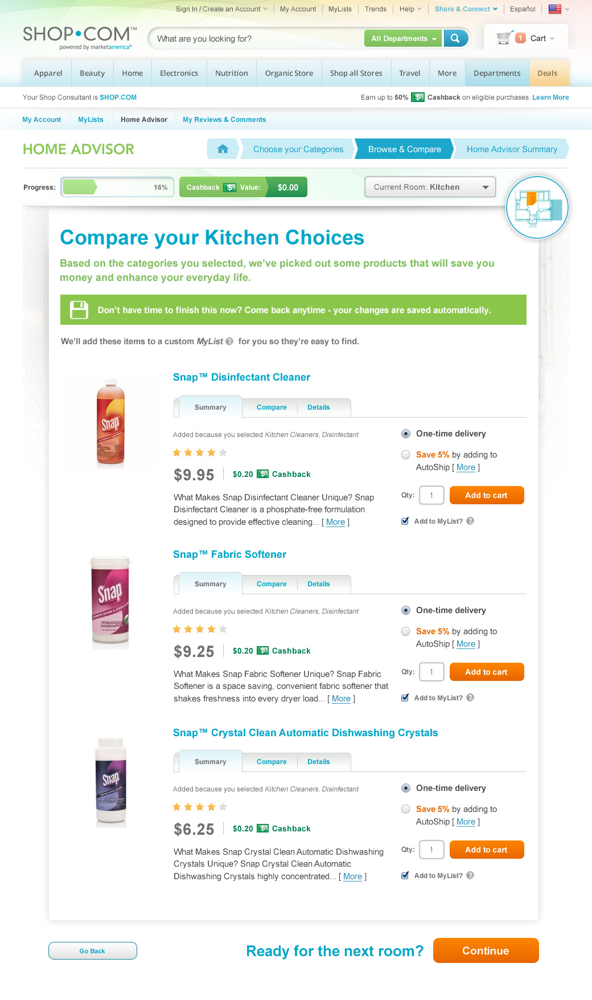 Sign In / Create an Account
My Account
MyLists
Trends
Help
Share & Connect
Español
SHOP•COM™
powered by marketamerica®
What are you looking for?
All Departments
1
Cart
Apparel
Beauty
Home
Electronics
Nutrition
Organic Store
Shop all Stores
Travel
More
Departments
Deals
Your Shop Consultant is SHOP.COM
Earn up to 50% $ Cashback on eligible purchases. Learn More
My Account
MyLists
Home Advisor
My Reviews & Comments
HOME ADVISOR
Choose your Categories
Browse & Compare
Home Advisor Summary
Progress:
16%
Cashback $ Value: $0.00
Current Room: Kitchen
Compare your Kitchen Choices
Based on the categories you selected, we’ve picked out some products that will save you
money and enhance your everyday life.
Don’t have time to finish this now? Come back anytime - your changes are saved automatically.
We’ll add these items to a custom MyList ? for you so they’re easy to find.
Snap™ Disinfectant Cleaner
Snap
Summary
Compare
Details
Added because you selected Kitchen Cleaners, Disinfectant
$9.95
$0.20 $ Cashback
What Makes Snap Disinfectant Cleaner Unique? Snap
Disinfectant Cleaner is a phosphate-free formulation
designed to provide effective cleaning... [ More ]
One-time delivery
Save 5% by adding to
AutoShip [ More ]
Qty: 1
Add to cart
Add to MyList? ?
Snap™ Fabric Softener
Snap
Summary
Compare
Details
Added because you selected Kitchen Cleaners, Disinfectant
$9.25
$0.20 $ Cashback
What Makes Snap Fabric Softener Unique? Snap Fabric
Softener is a space saving, convenient fabric softener that
shakes freshness into every dryer load... [ More ]
One-time delivery
Save 5% by adding to
AutoShip [ More ]
Qty: 1
Add to cart
Add to MyList? ?
Snap™ Crystal Clean Automatic Dishwashing Crystals
Snap
Summary
Compare
Details
Added because you selected Kitchen Cleaners, Disinfectant
$6.25
$0.20 $ Cashback
What Makes Snap Crystal Clean Automatic Dishwashing
Crystals Unique? Snap Crystal Clean Automatic
Dishwashing Crystals highly concentrated... [ More ]
One-time delivery
Save 5% by adding to
AutoShip [ More ]
Qty: 1
Add to cart
Add to MyList? ?
Go Back
Ready for the next room?
Continue